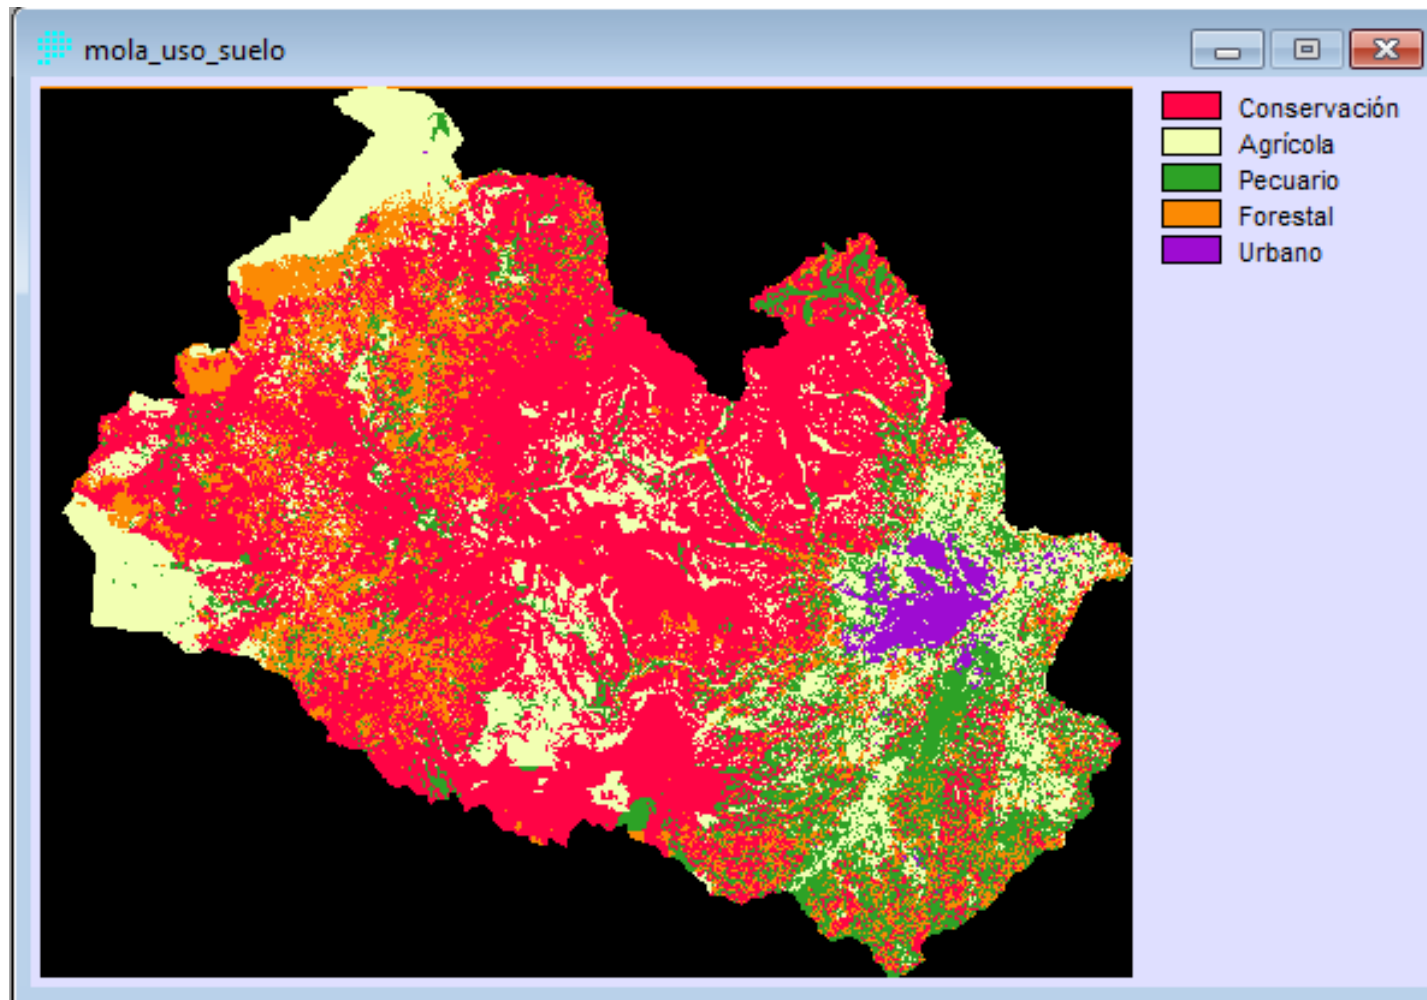 mola_uso_suelo
Conservación
Agrícola
Pecuario
Forestal
Urbano